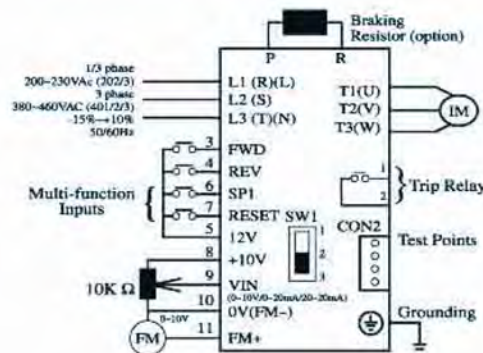 Braking
Resistor (option)
P R
1/3 phase
200~230VAc (202/3)
3 phase
380~460VAC (401/2/3)
-15%→10%
50/60Hz
L1 (R)(L)
L2 (S)
L3 (T)(N)
T1(U)
T2(V)
T3(W)
IM
3 FWD
4 REV
6 SP1
7 RESET
5 12V
8 +10V
9 VIN
(0~10V/0~20mA/20~20mA)
10 0V(FM-)
11 FM+
Multi-function
Inputs
10K Ω
FM
0~10V
SW1
1
2
3
1
2
Trip Relay
CON2
Test Points
Grounding